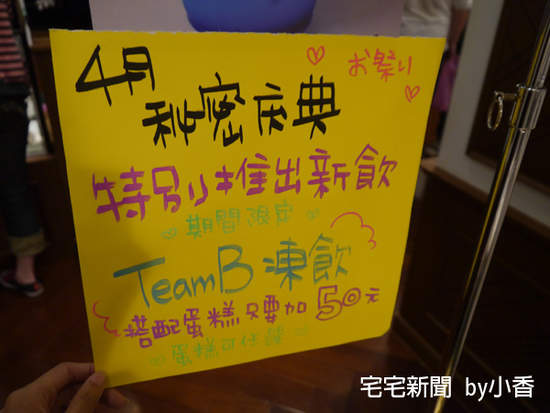 お祭り
4月
秘密庆典
特别推出新飲
期間限定
TeamB 凍飲
搭配蛋糕只要加50元
蛋糕可任選
宅宅新聞 by小香